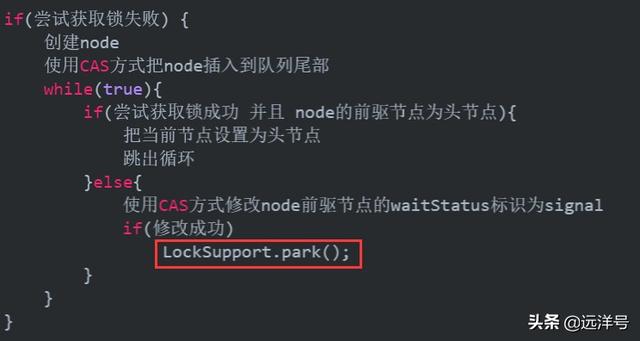 if(尝试获取锁失败) {
创建node
使用CAS方式把node插入到队列尾部
while(true){
if(尝试获取锁成功 并且 node的前驱节点为头节点){
把当前节点设置为头节点
跳出循环
}else{
使用CAS方式修改node前驱节点的waitStatus标识为signal
if(修改成功)
LockSupport.park();
}
}
}
头条 @远洋号